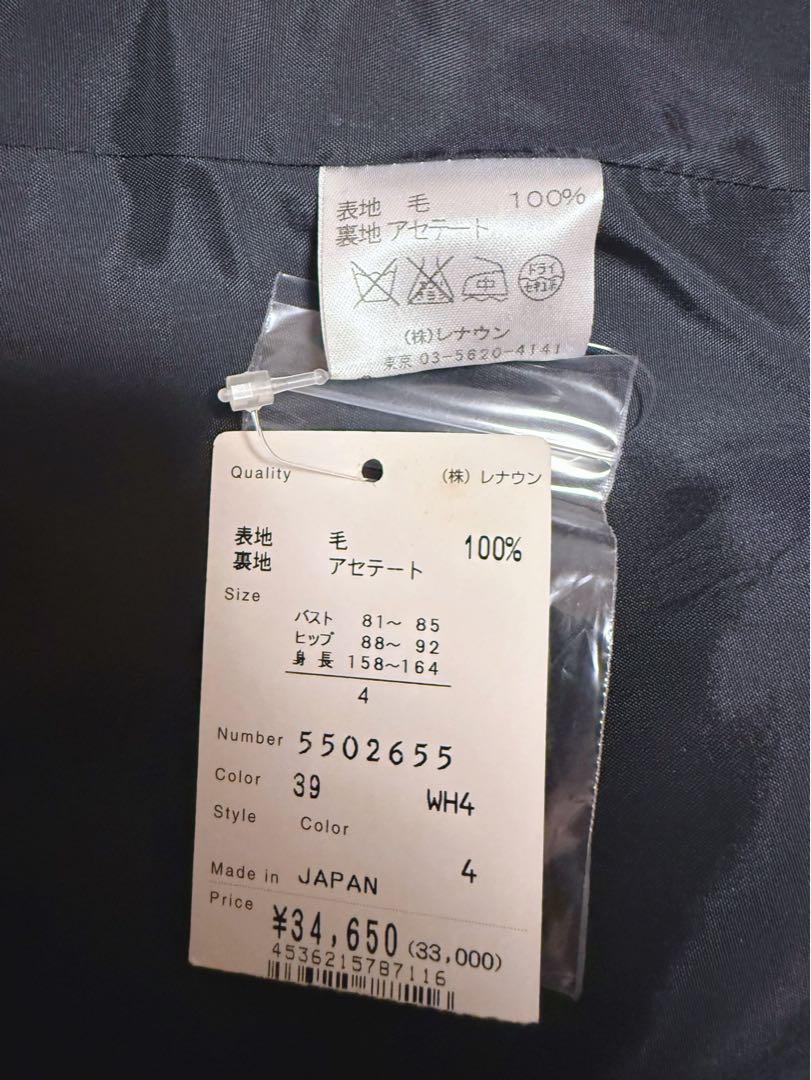 表地 毛 100%
裏地 アセテート
中
ドライ
セキユ系
(株)レナウン
東京 03-5620-4141
Quality (株) レナウン
表地 毛 100%
裏地 アセテート
Size
バスト 81～ 85
ヒップ 88～ 92
身長 158～164
4
Number 5502655
Color 39 WH4
Style Color
4
Made in JAPAN
Price ¥34,650 (33,000)
4536215787116